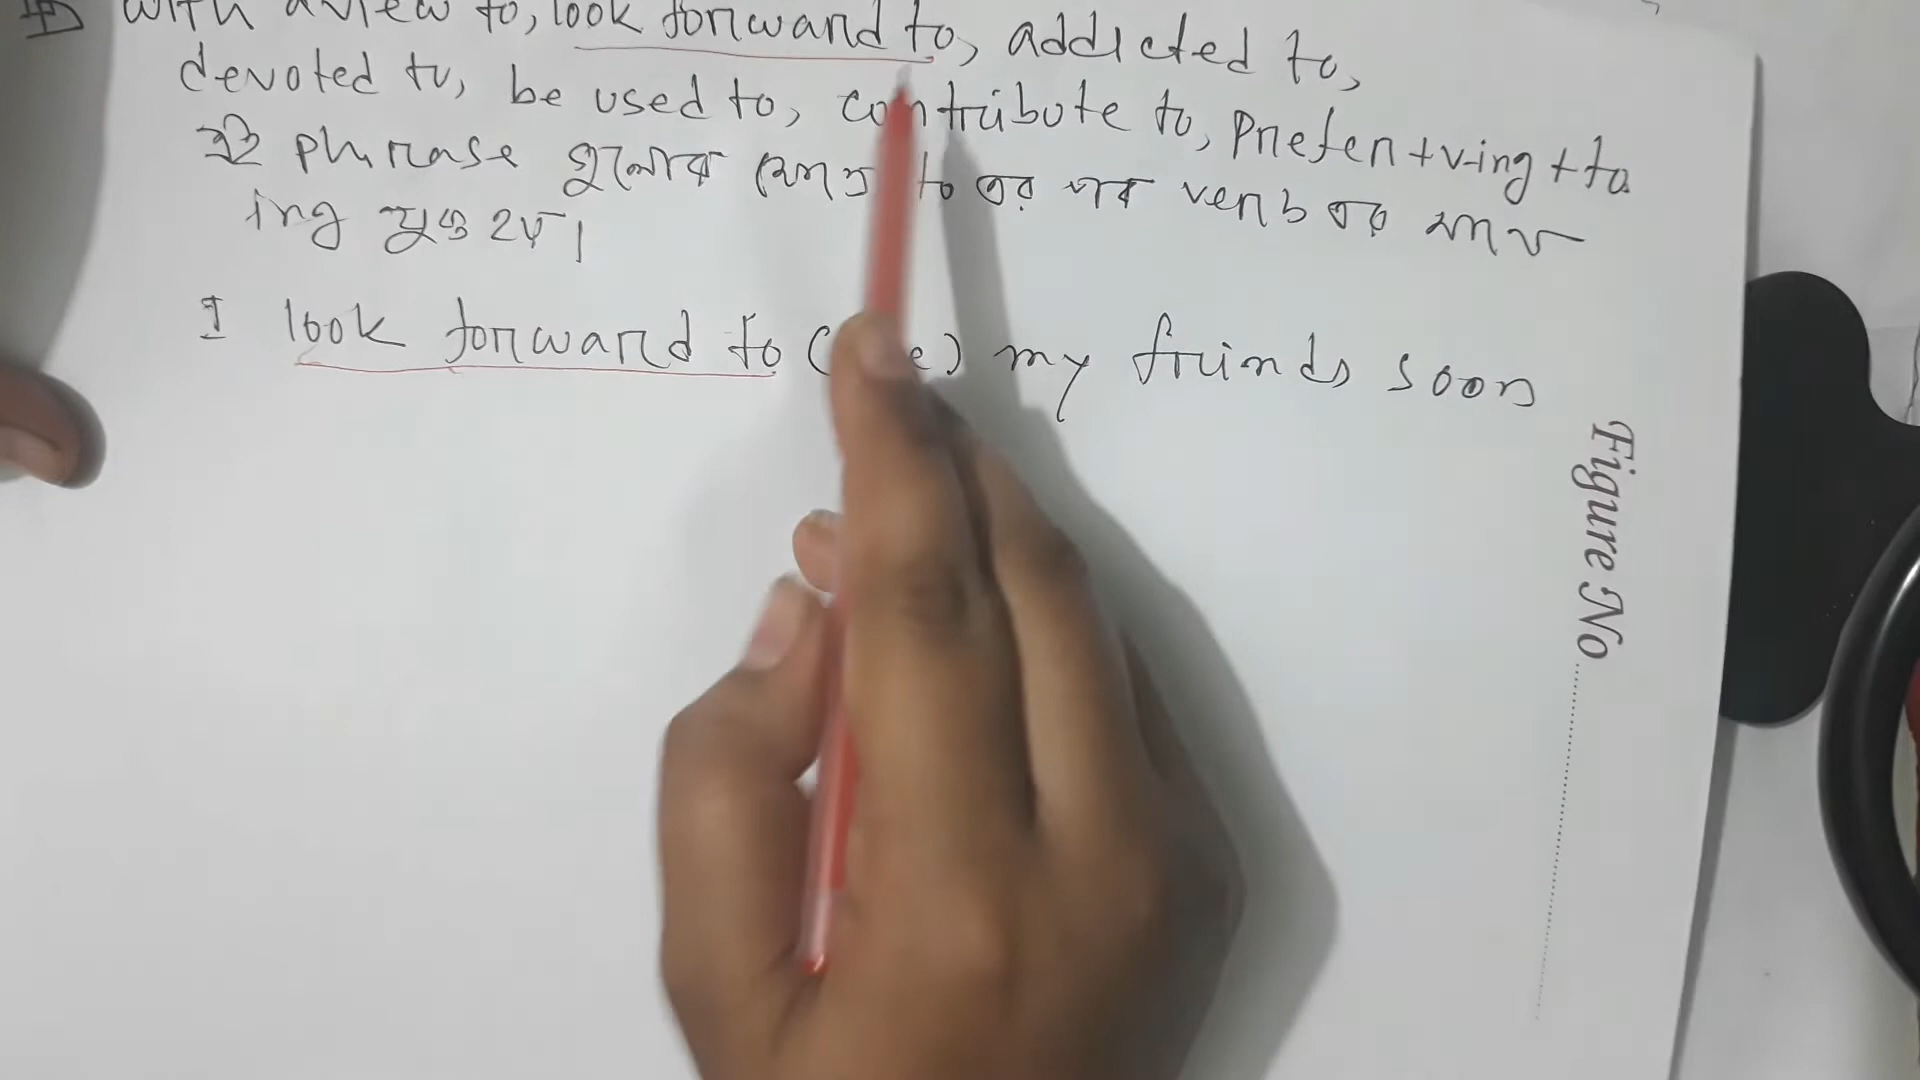 with a view to, look forward to, addicted to,
devoted to, be used to, contribute to, Prefer + v-ing + to
এই phrase গুলোর শেষে to এর পর verb এর সাথে
ing যুক্ত হয়।
I look forward to ( ) my friends soon
Figure No